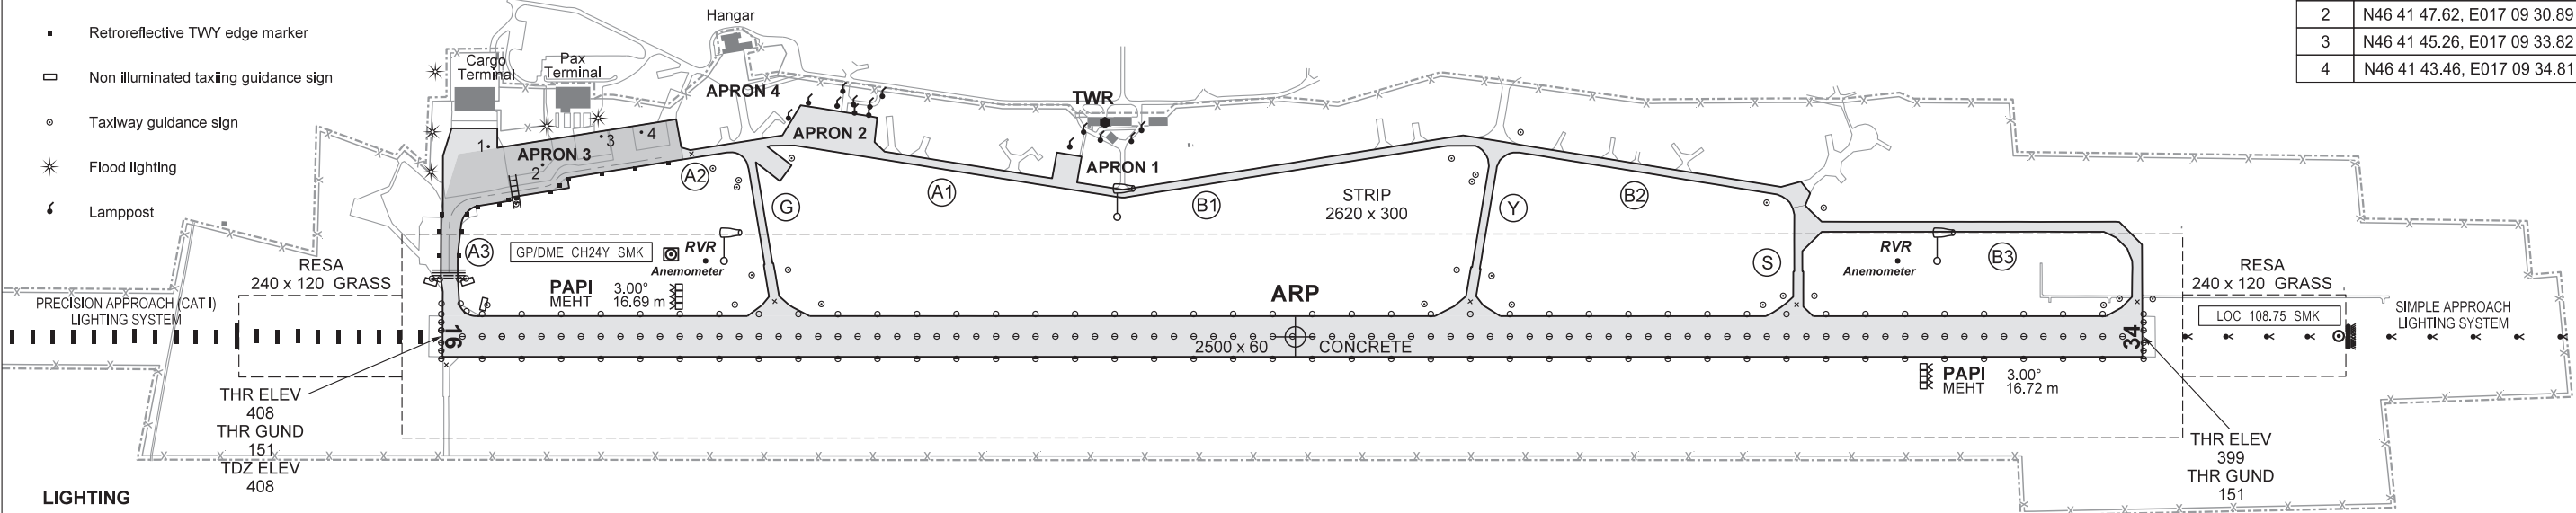 Retroreflective TWY edge marker
Non illuminated taxiing guidance sign
Taxiway guidance sign
Flood lighting
Lamppost
2 N46 41 47.62, E017 09 30.89
3 N46 41 45.26, E017 09 33.82
4 N46 41 43.46, E017 09 34.81
Hangar
Cargo
Terminal
Pax
Terminal
APRON 4
APRON 2
TWR
APRON 1
1
APRON 3
2
3
4
A2
A1
G
B1
STRIP
2620 x 300
Y
B2
A3
GP/DME CH24Y SMK
RVR
Anemometer
S
RVR
Anemometer
B3
RESA
240 x 120 GRASS
PRECISION APPROACH (CAT I)
LIGHTING SYSTEM
PAPI 3.00°
MEHT 16.69 m
ARP
RESA
240 x 120 GRASS
LOC 108.75 SMK
SIMPLE APPROACH
LIGHTING SYSTEM
16
2500 x 60 CONCRETE
34
PAPI 3.00°
MEHT 16.72 m
THR ELEV
408
THR GUND
151
TDZ ELEV
408
THR ELEV
399
THR GUND
151
LIGHTING